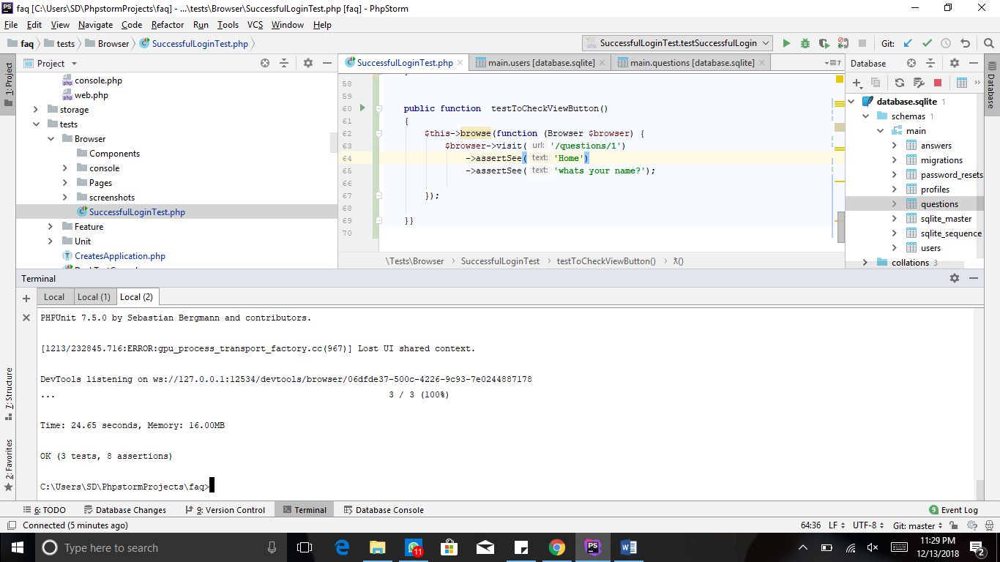 faq [C:\Users\SD\PhpstormProjects\faq] - ...\tests\Browser\SuccessfulLoginTest.php [faq] - PhpStorm
File Edit View Navigate Code Refactor Run Tools VCS Window Help
faq tests Browser SuccessfulLoginTest.php SuccessfulLoginTest.testSuccessfulLogin Git:
1: Project
Project
console.php
web.php
storage
tests
Browser
Components
console
Pages
screenshots
SuccessfulLoginTest.php
Feature
Unit
CreatesApplication.php
SuccessfulLoginTest.php main.users [database.sqlite] main.questions [database.sqlite] 7
58
59
60 public function testToCheckViewButton()
61 {
62 $this->browse(function (Browser $browser) {
63 $browser->visit( url: '/questions/1')
64 ->assertSee( text: 'Home')
65 ->assertSee( text: 'whats your name?');
66
67 });
68
69 }}
70
\Tests\Browser SuccessfulLoginTest testToCheckViewButton() λ()
Database
Database
database.sqlite 1
schemas 1
main
answers
migrations
password_resets
profiles
questions
sqlite_master
sqlite_sequence
users
collations 3
Terminal
Local Local (1) Local (2)
PHPUnit 7.5.0 by Sebastian Bergmann and contributors.
[1213/232845.716:ERROR:gpu_process_transport_factory.cc(967)] Lost UI shared context.
DevTools listening on ws://127.0.0.1:12534/devtools/browser/06dfde37-500c-4226-9c93-7e0244887178
... 3 / 3 (100%)
Time: 24.65 seconds, Memory: 16.00MB
OK (3 tests, 8 assertions)
C:\Users\SD\PhpstormProjects\faq>
7: Structure
2: Favorites
6: TODO Database Changes 9: Version Control Terminal Database Console 9 Event Log
Connected (5 minutes ago) 64:36 LF UTF-8 Git: master
Type here to search 11 11:29 PM
12/13/2018 2